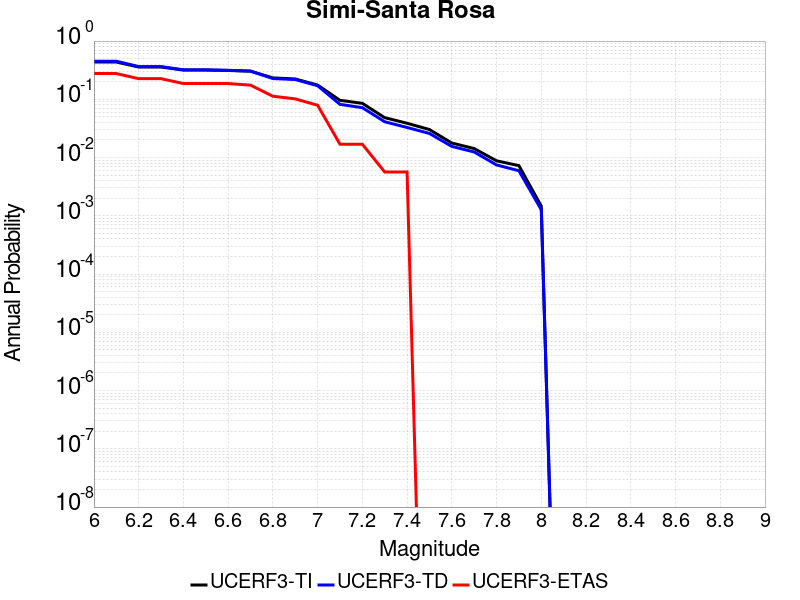 Simi-Santa Rosa
10^0
10^-1
10^-2
10^-3
10^-4
10^-5
10^-6
10^-7
10^-8
Annual Probability
6 6.2 6.4 6.6 6.8 7 7.2 7.4 7.6 7.8 8 8.2 8.4 8.6 8.8 9
Magnitude
UCERF3-TI UCERF3-TD UCERF3-ETAS